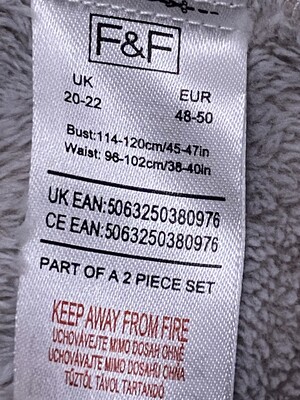 F&F
UK EUR
20-22 48-50
Bust:114-120cm/45-47in
Waist: 96-102cm/38-40in
UK EAN:5063250380976
CE EAN:5063250380976
PART OF A 2 PIECE SET
KEEP AWAY FROM FIRE
UCHOVÁVEJTE MIMO DOSAH OHNĚ
UCHOVÁVAJTE MIMO DOSAHU OHŇA
TŰZTŐL TÁVOL TARTANDÓ